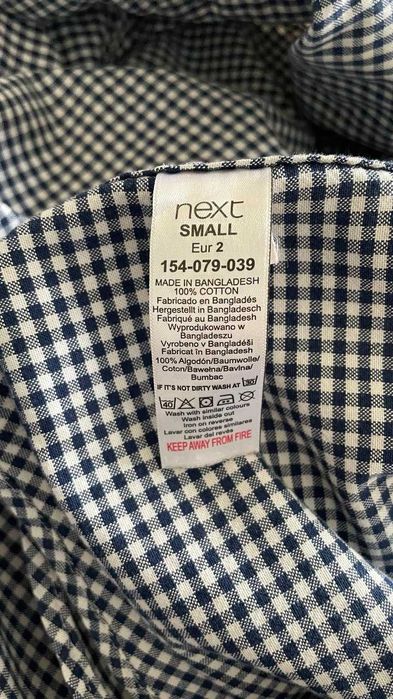 next
SMALL
Eur 2
154-079-039
MADE IN BANGLADESH
100% COTTON
Fabricado en Bangladés
Hergestellt in Bangladesch
Fabriqué au Bangladesh
Wyprodukowano w
Bangladeszu
Vyrobeno v Bangladéši
Fabricat în Bangladesh
100% Algodón/Baumwolle/
Coton/Bawełna/Bavlna/
Bumbac
IF IT'S NOT DIRTY WASH AT 30
40
Wash with similar colours
Wash inside out
Iron on reverse
Lavar con colores similares
Lavar del revés
KEEP AWAY FROM FIRE